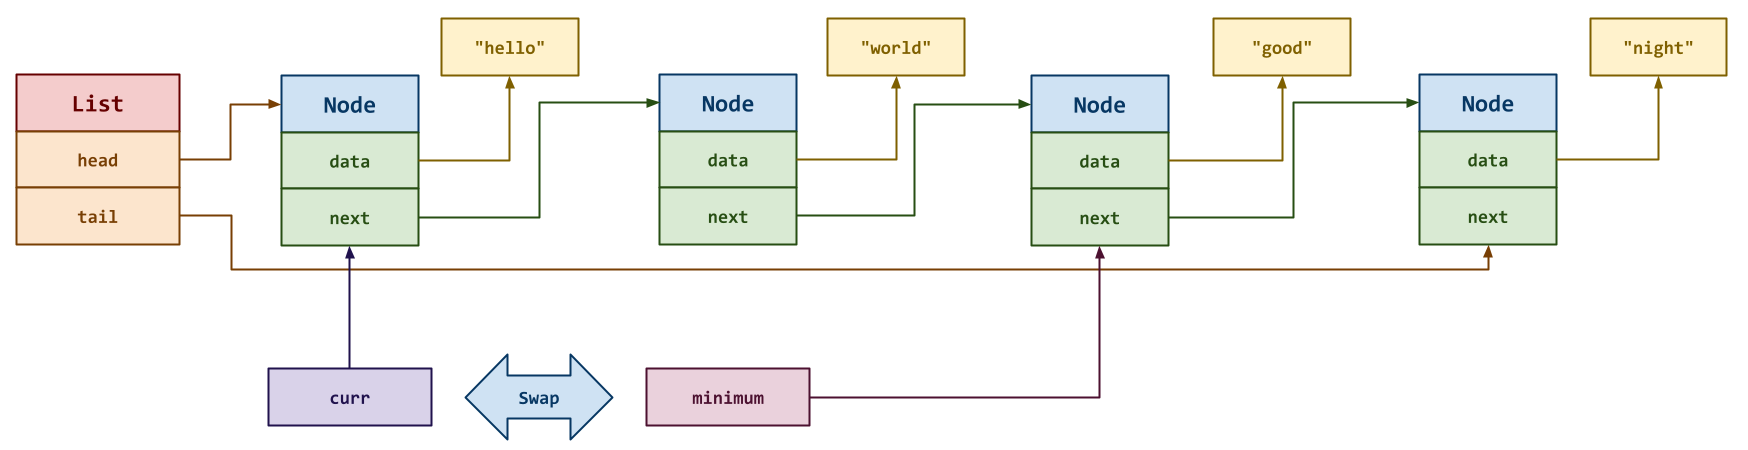 "hello"
"world"
"good"
"night"
List
Node
Node
Node
Node
head
data
data
data
data
tail
next
next
next
next
curr
Swap
minimum